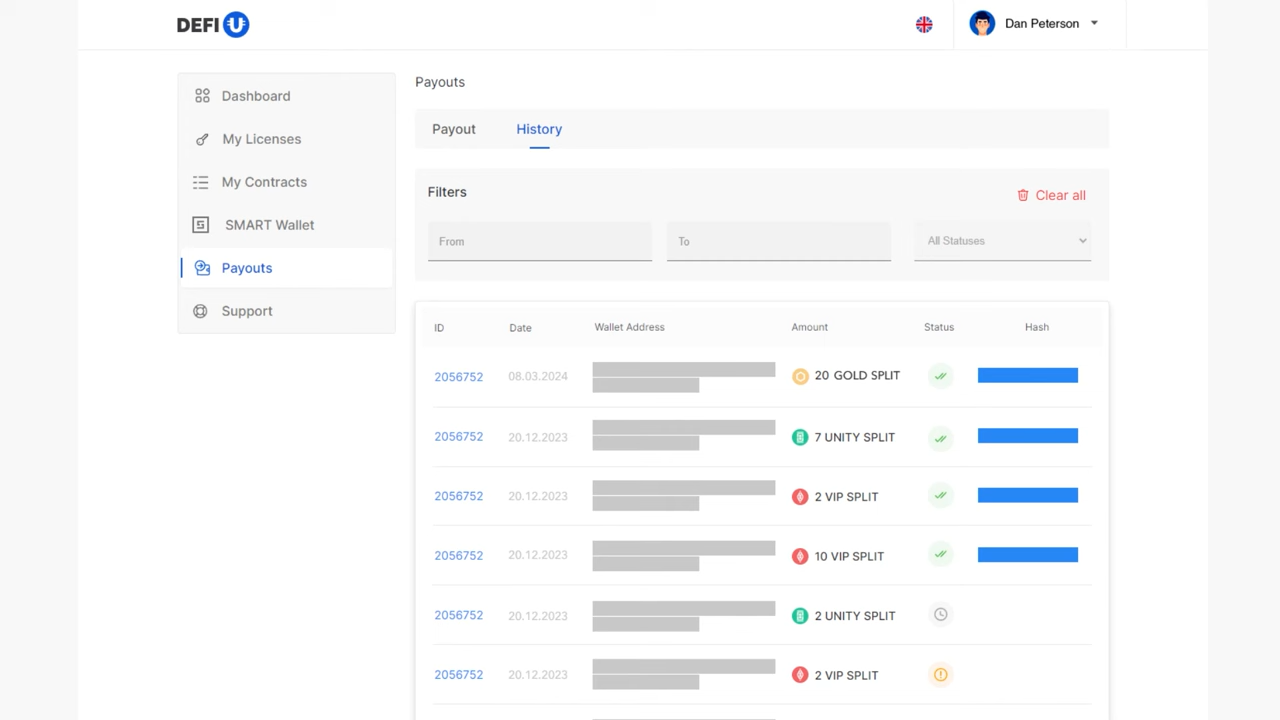 DEFI U
Dan Peterson
Dashboard
My Licenses
My Contracts
SMART Wallet
Payouts
Support
Payouts
Payout History
Filters
Clear all
From To All Statuses
ID Date Wallet Address Amount Status Hash
2056752 08.03.2024 20 GOLD SPLIT
2056752 20.12.2023 7 UNITY SPLIT
2056752 20.12.2023 2 VIP SPLIT
2056752 20.12.2023 10 VIP SPLIT
2056752 20.12.2023 2 UNITY SPLIT
2056752 20.12.2023 2 VIP SPLIT